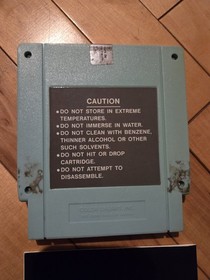 CAUTION
•DO NOT STORE IN EXTREME
TEMPERATURES.
•DO NOT IMMERSE IN WATER.
•DO NOT CLEAN WITH BENZENE,
THINNER ALCOHOL OR OTHER
SUCH SOLVENTS.
•DO NOT HIT OR DROP
CARTRIDGE.
•DO NOT ATTEMPT TO
DISASSEMBLE.